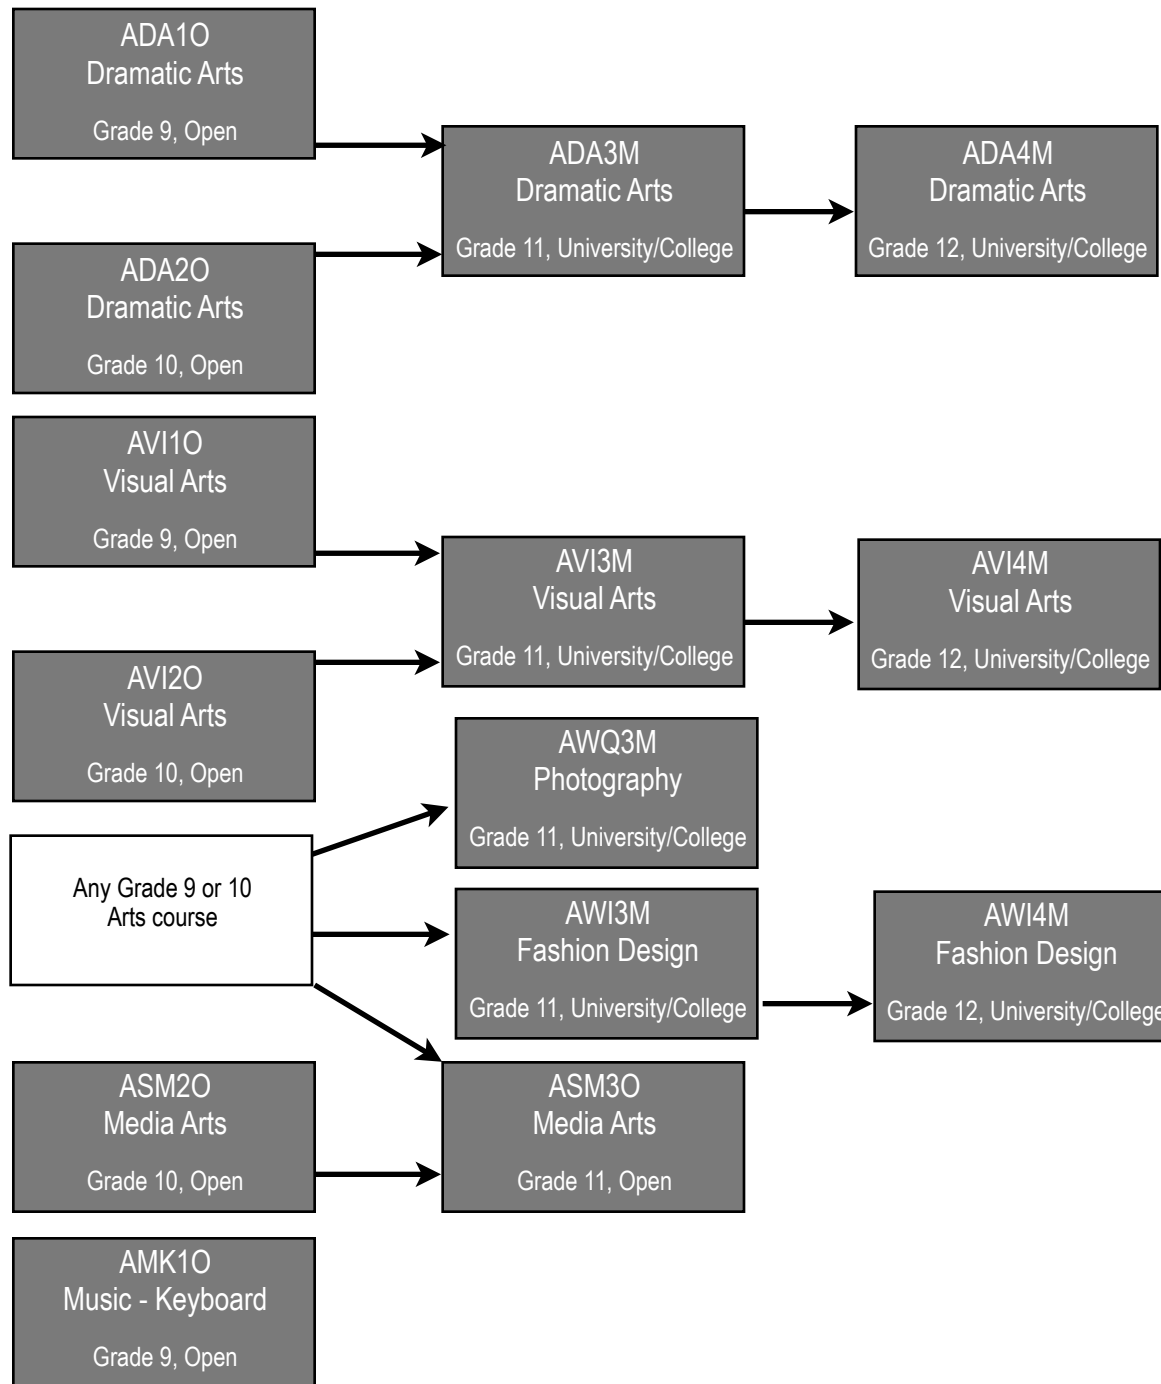 ADA1O
Dramatic Arts
Grade 9, Open
ADA3M
Dramatic Arts
Grade 11, University/College
ADA4M
Dramatic Arts
Grade 12, University/College
ADA2O
Dramatic Arts
Grade 10, Open
AVI1O
Visual Arts
Grade 9, Open
AVI3M
Visual Arts
Grade 11, University/College
AVI4M
Visual Arts
Grade 12, University/College
AVI2O
Visual Arts
Grade 10, Open
AWQ3M
Photography
Grade 11, University/College
Any Grade 9 or 10
Arts course
AWI3M
Fashion Design
Grade 11, University/College
AWI4M
Fashion Design
Grade 12, University/College
ASM2O
Media Arts
Grade 10, Open
ASM3O
Media Arts
Grade 11, Open
AMK1O
Music - Keyboard
Grade 9, Open